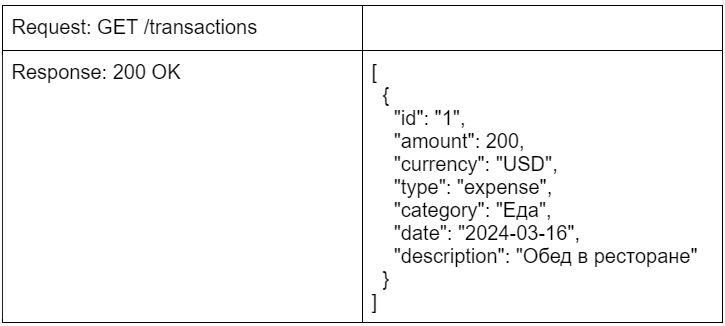 Request: GET /transactions
Response: 200 OK
[
{
"id": "1",
"amount": 200,
"currency": "USD",
"type": "expense",
"category": "Еда",
"date": "2024-03-16",
"description": "Обед в ресторане"
}
]